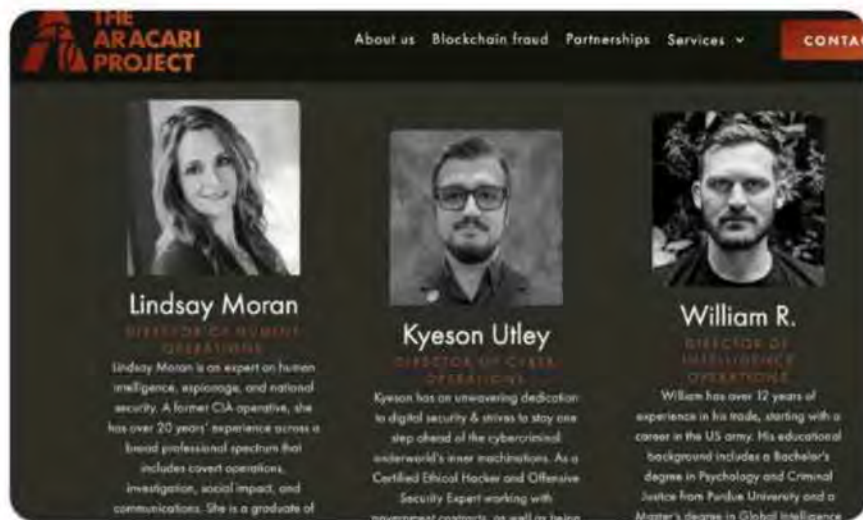 THE
ARACARI
PROJECT
About us Blockchain fraud Partnerships Services
CONTA
Lindsay Moran
DIRECTOR OF HUMINT
OPERATIONS
Lindsay Moran is an expert on human
intelligence, espionage, and national
security. A former CIA operative, she
has over 20 years' experience across a
broad professional spectrum that
includes covert operations,
investigation, social impact, and
communications. She is a graduate of
Kyeson Utley
DIRECTOR OF CYBER
OPERATIONS
Kyeson has an unwavering dedication
to digital security & strives to stay one
step ahead of the cybercriminal
underworld's inner machinations. As a
Certified Ethical Hacker and Offensive
Security Expert working with
government contracts, as well as being
William R.
DIRECTOR OF
INTELLIGENCE
OPERATIONS
William has over 12 years of
experience in his trade, starting with a
career in the US army. His educational
background includes a Bachelor's
degree in Psychology and Criminal
Justice from Purdue University and a
Master's degree in Global Intelligence